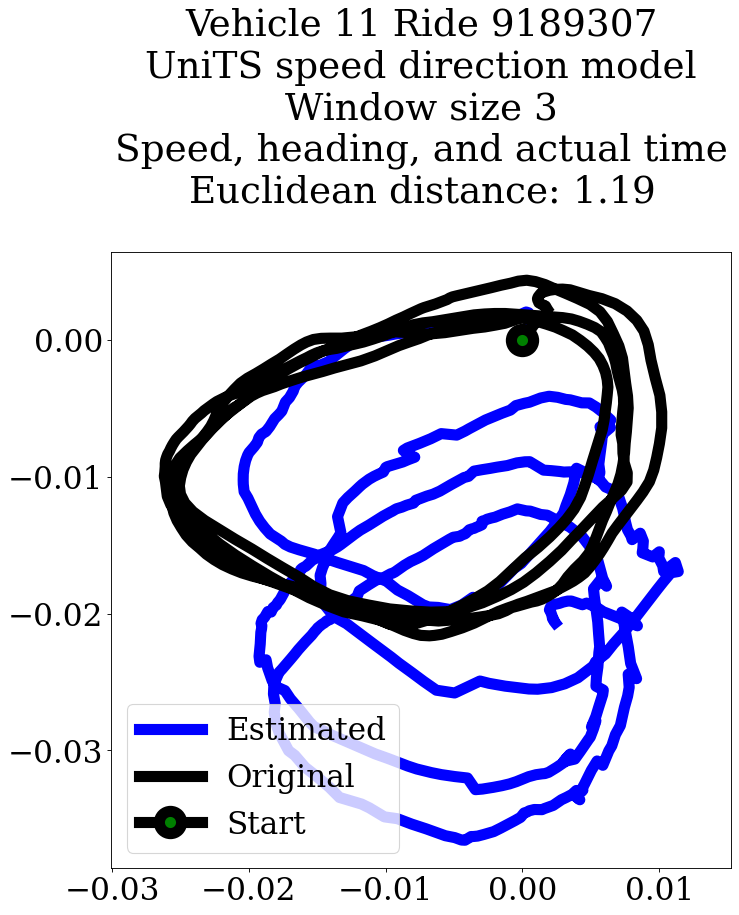 Vehicle 11 Ride 9189307
UniTS speed direction model
Window size 3
Speed, heading, and actual time
Euclidean distance: 1.19
0.00
−0.01
−0.02
−0.03
Estimated
Original
Start
−0.03 −0.02 −0.01 0.00 0.01